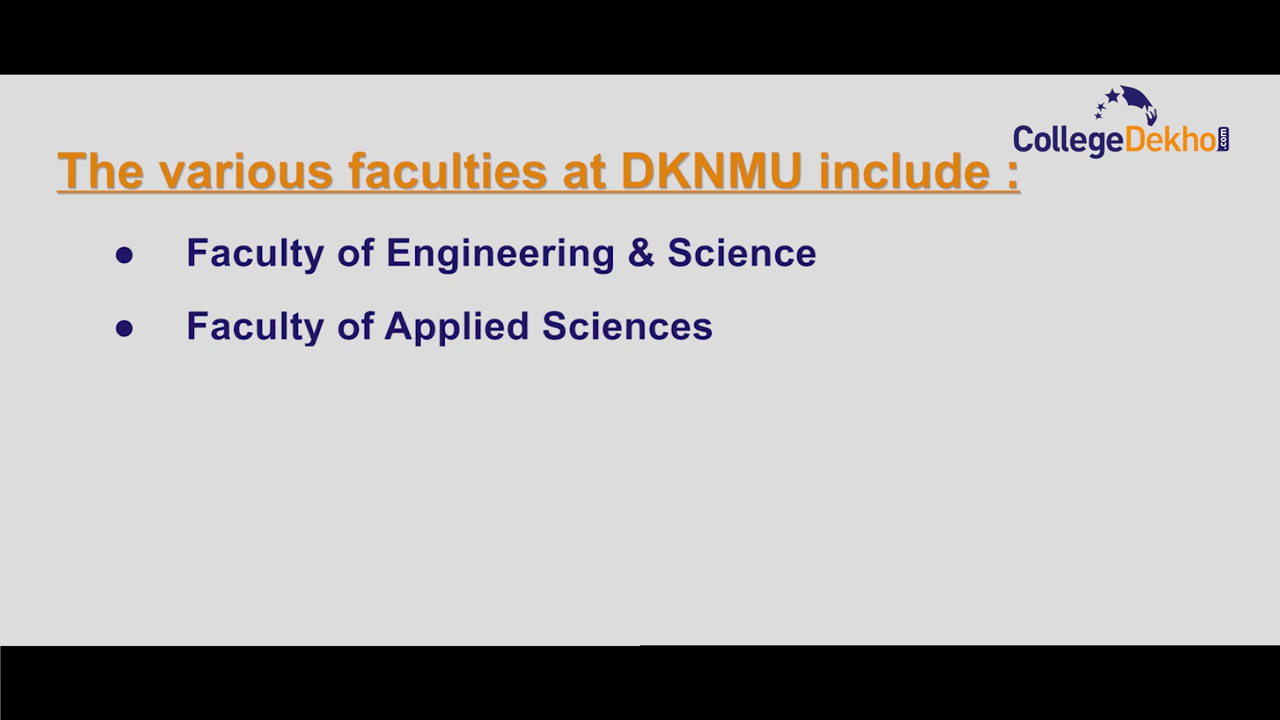 CollegeDekho.com
The various faculties at DKNMU include :
● Faculty of Engineering & Science
● Faculty of Applied Sciences